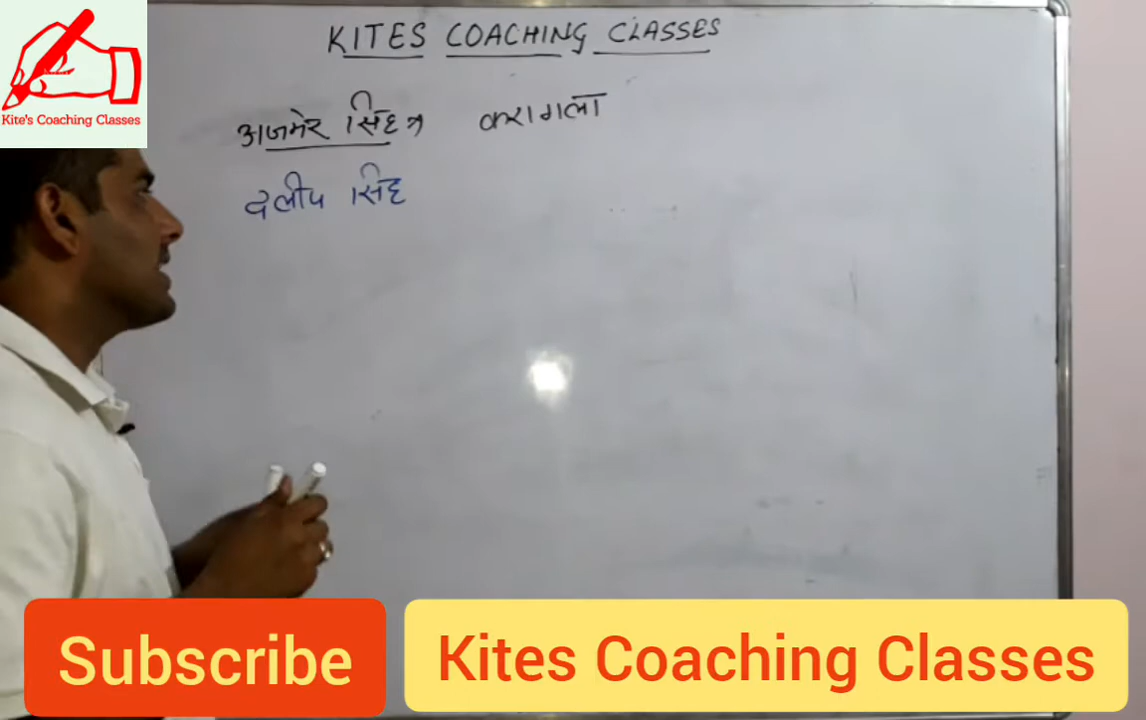 KITES COACHING CLASSES
Kite's Coaching Classes
अजमेर सिंह
दलीप सिंह
Subscribe
Kites Coaching Classes